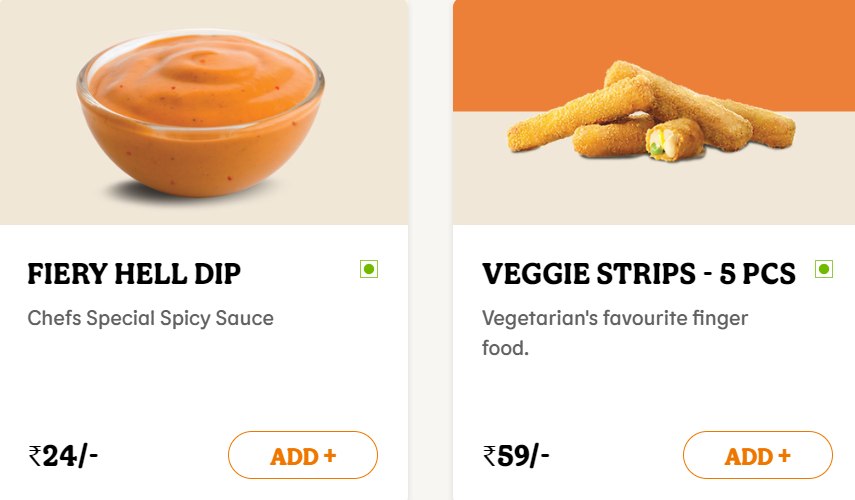 FIERY HELL DIP
Chefs Special Spicy Sauce
₹24/-
ADD +
VEGGIE STRIPS - 5 PCS
Vegetarian's favourite finger
food.
₹59/-
ADD +